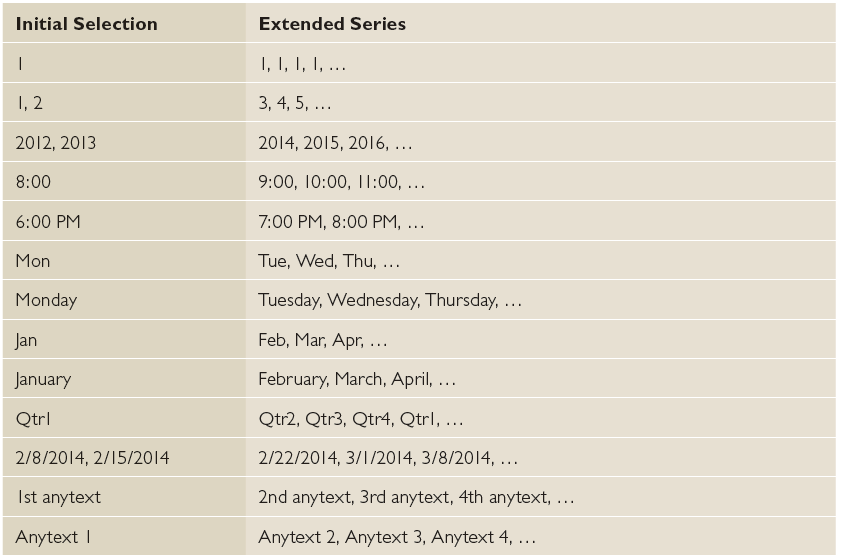 Initial Selection Extended Series
1 1, 1, 1, 1, …
1, 2 3, 4, 5, …
2012, 2013 2014, 2015, 2016, …
8:00 9:00, 10:00, 11:00, …
6:00 PM 7:00 PM, 8:00 PM, …
Mon Tue, Wed, Thu, …
Monday Tuesday, Wednesday, Thursday, …
Jan Feb, Mar, Apr, …
January February, March, April, …
Qtr1 Qtr2, Qtr3, Qtr4, Qtr1, …
2/8/2014, 2/15/2014 2/22/2014, 3/1/2014, 3/8/2014, …
1st anytext 2nd anytext, 3rd anytext, 4th anytext, …
Anytext 1 Anytext 2, Anytext 3, Anytext 4, …